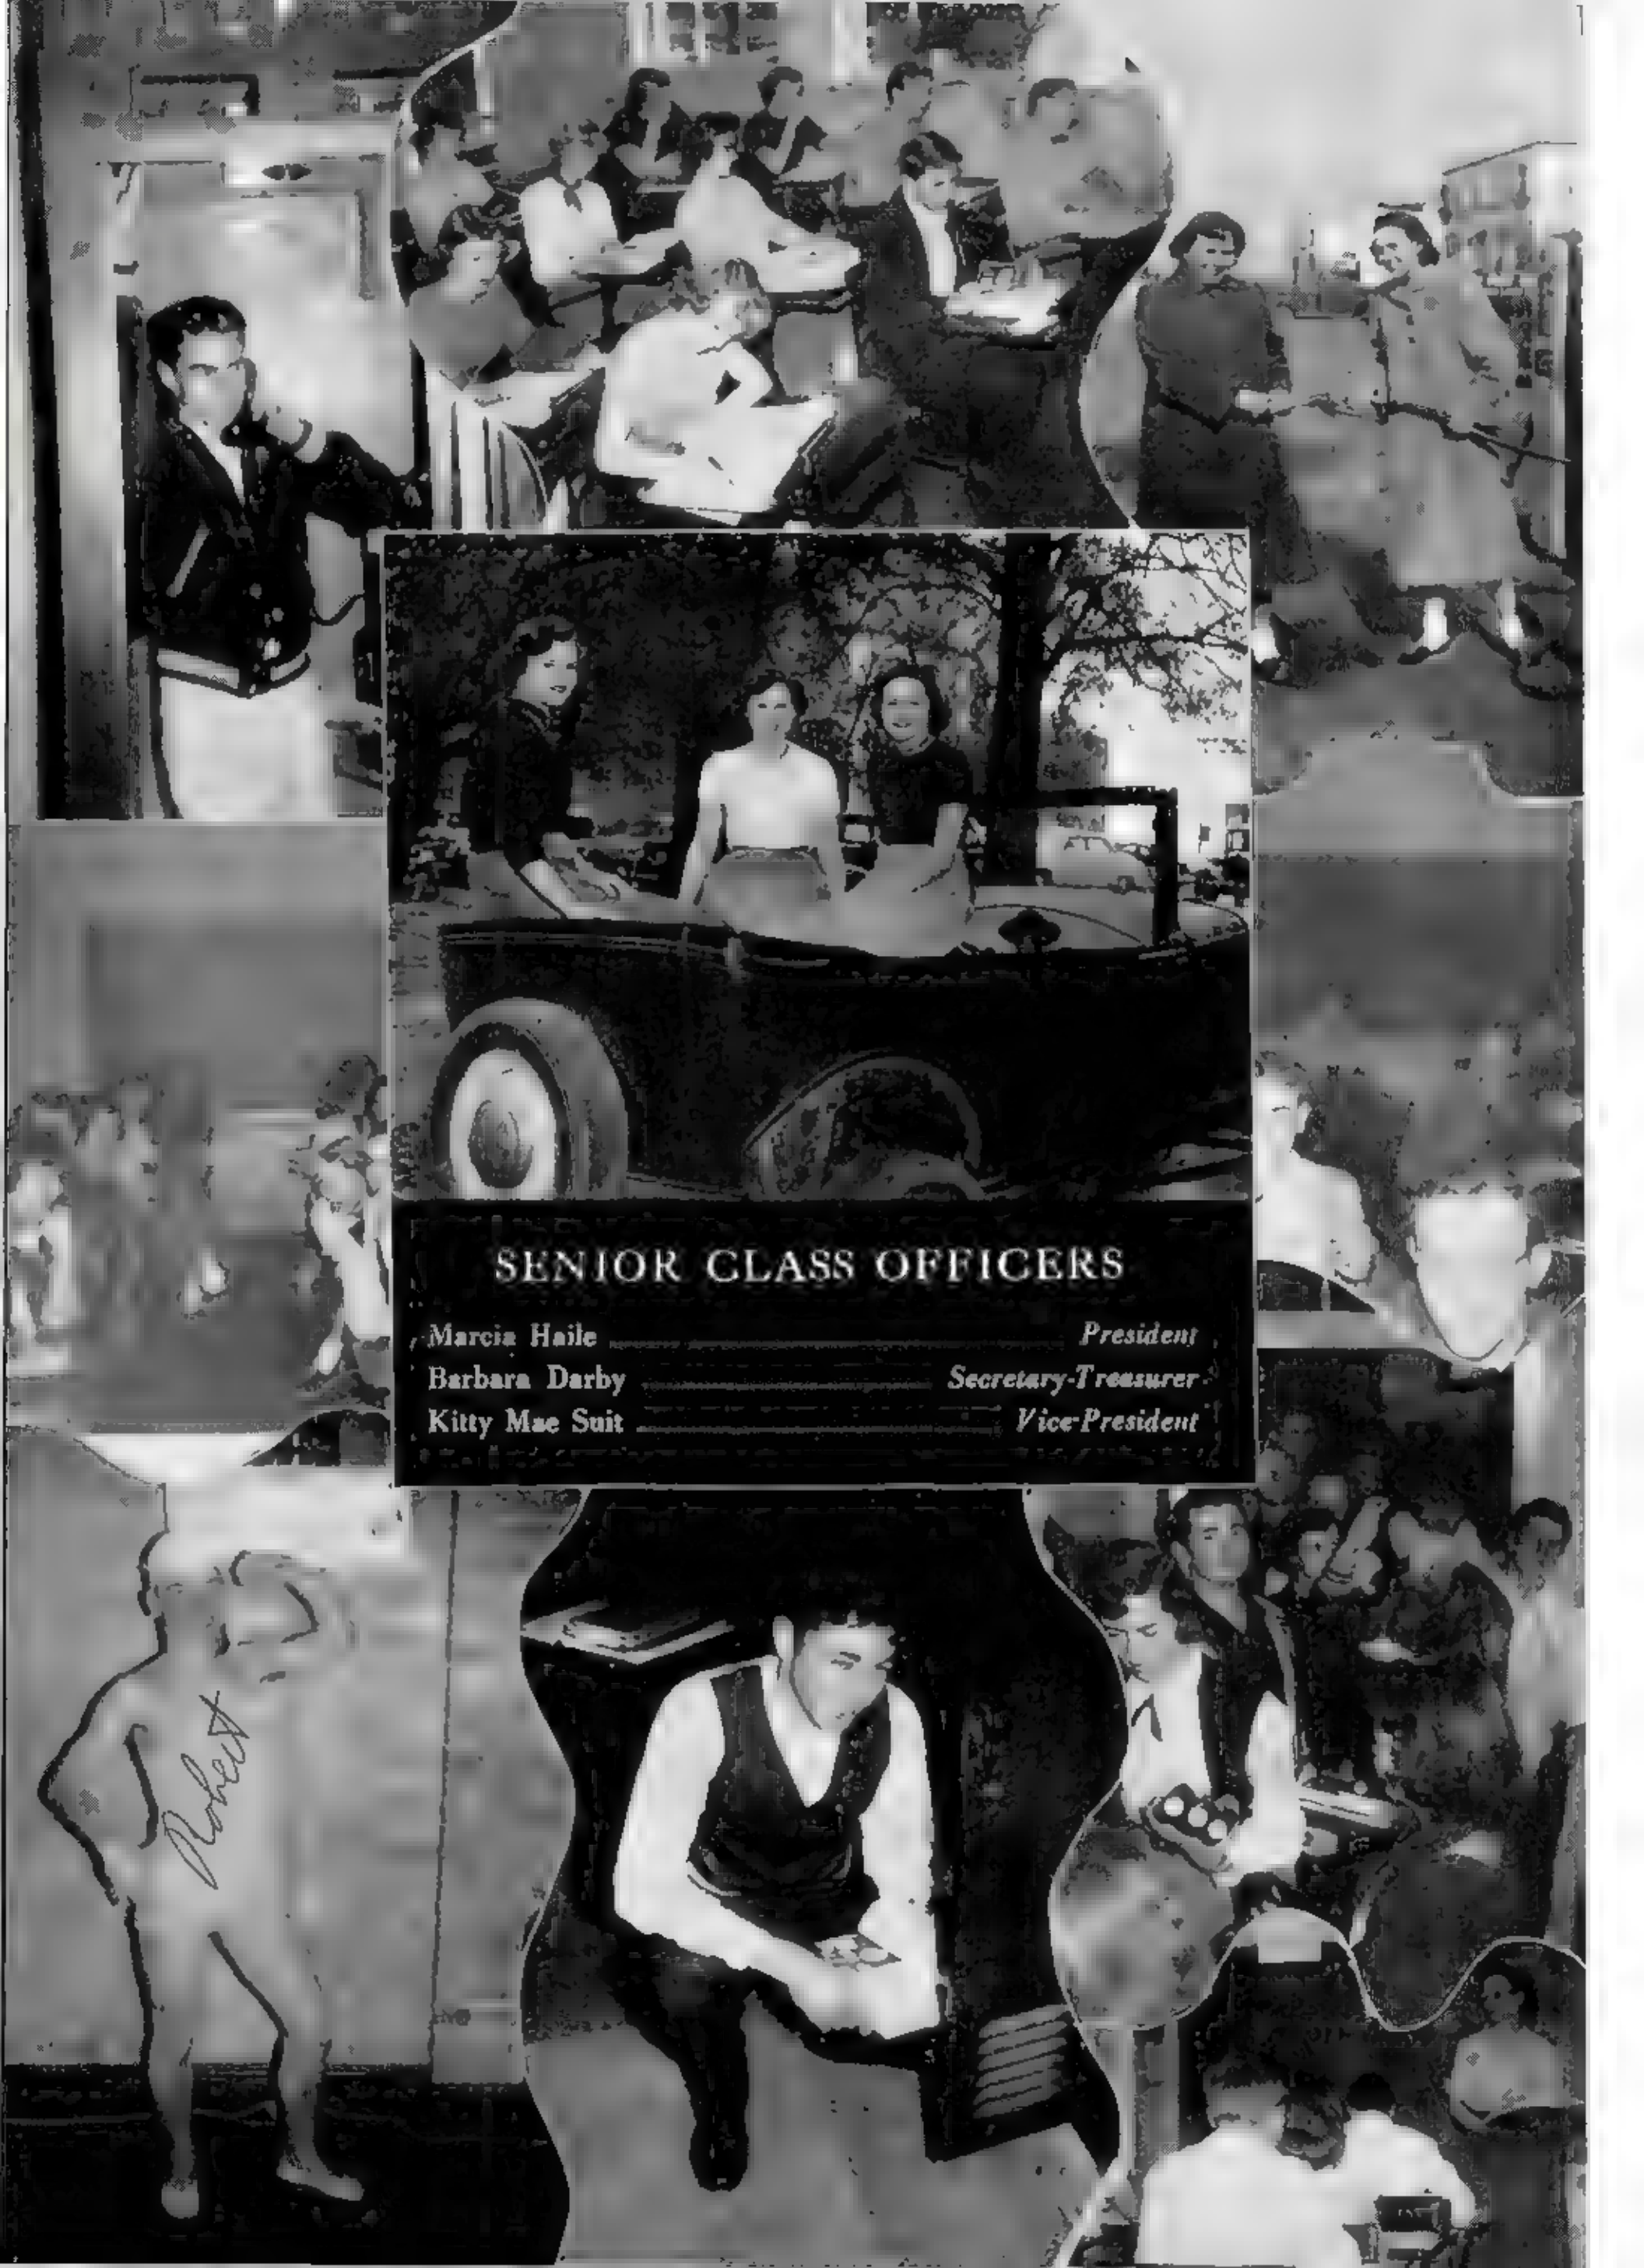 SENIOR CLASS OFFICERS
Marcia Haile President
Barbara Darby Secretary-Treasurer
Kitty Mae Suit Vice-President
Robert